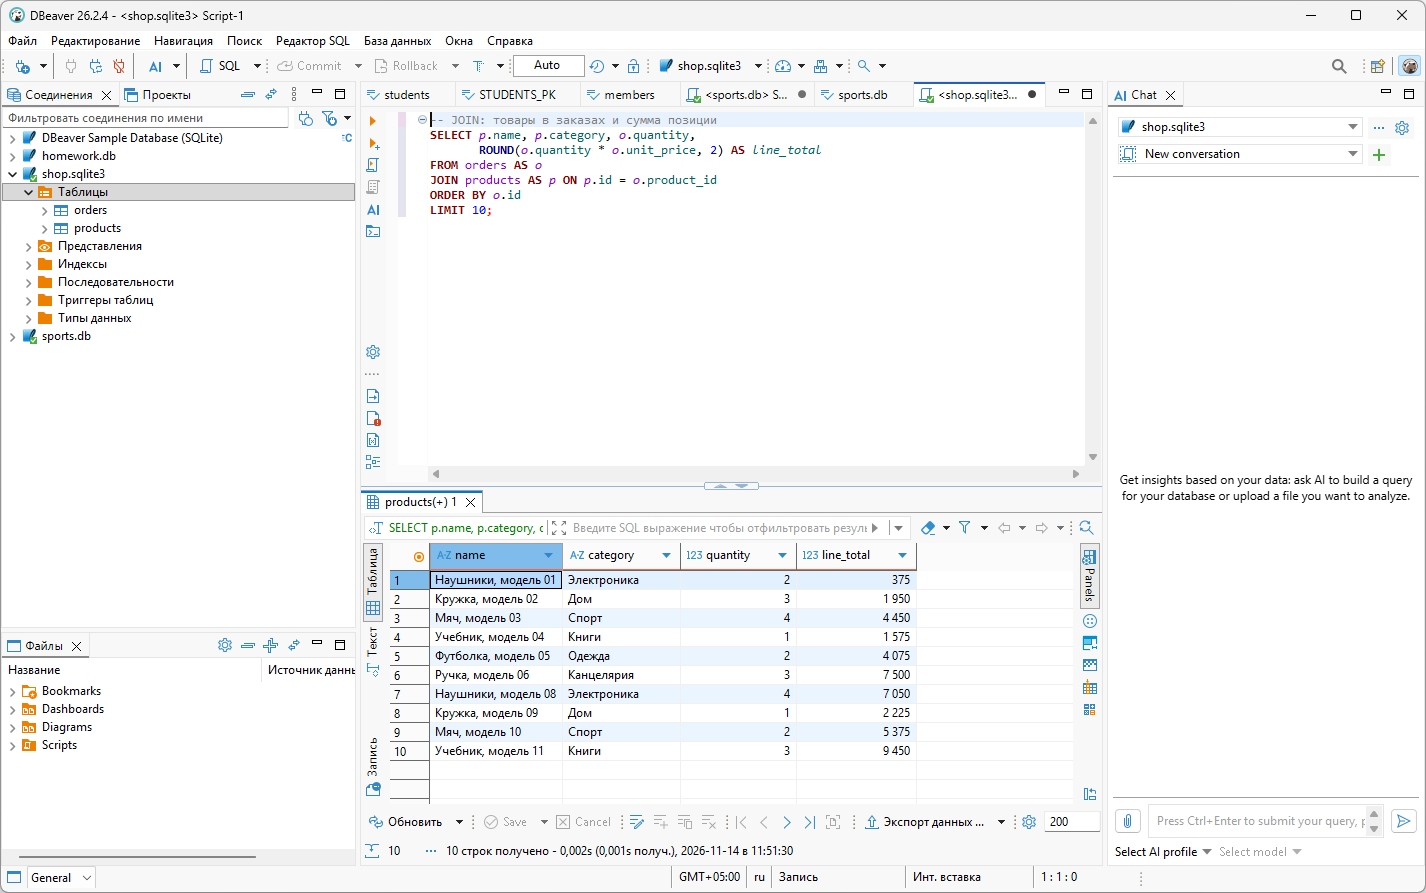 DBeaver 26.2.4 - <shop.sqlite3> Script-1
Файл Редактирование Навигация Поиск Редактор SQL База данных Окна Справка
AI SQL Commit Rollback Auto shop.sqlite3
Соединения Проекты
Фильтровать соединения по имени
DBeaver Sample Database (SQLite)
homework.db
shop.sqlite3
Таблицы
orders
products
Представления
Индексы
Последовательности
Триггеры таблиц
Типы данных
sports.db
Файлы
Название Источник данн
Bookmarks
Dashboards
Diagrams
Scripts
students STUDENTS_PK members <sports.db> S... sports.db <shop.sqlite3...
-- JOIN: товары в заказах и сумма позиции
SELECT p.name, p.category, o.quantity,
ROUND(o.quantity * o.unit_price, 2) AS line_total
FROM orders AS o
JOIN products AS p ON p.id = o.product_id
ORDER BY o.id
LIMIT 10;
AI
products(+) 1
SELECT p.name, p.category, c Введите SQL выражение чтобы отфильтровать резуль
Таблица
Текст
Запись
A-Z name A-Z category 123 quantity 123 line_total
1 Наушники, модель 01 Электроника 2 375
2 Кружка, модель 02 Дом 3 1 950
3 Мяч, модель 03 Спорт 4 4 450
4 Учебник, модель 04 Книги 1 1 575
5 Футболка, модель 05 Одежда 2 4 075
6 Ручка, модель 06 Канцелярия 3 7 500
7 Наушники, модель 08 Электроника 4 7 050
8 Кружка, модель 09 Дом 1 2 225
9 Мяч, модель 10 Спорт 2 5 375
10 Учебник, модель 11 Книги 3 9 450
Panels
Обновить Save Cancel Экспорт данных ... 200
10 10 строк получено - 0,002s (0,001s получ.), 2026-11-14 в 11:51:30
AI Chat
shop.sqlite3
New conversation
Get insights based on your data: ask AI to build a query
for your database or upload a file you want to analyze.
Press Ctrl+Enter to submit your query, p
Select AI profile Select model
General GMT+05:00 ru Запись Инт. вставка 1 : 1 : 0